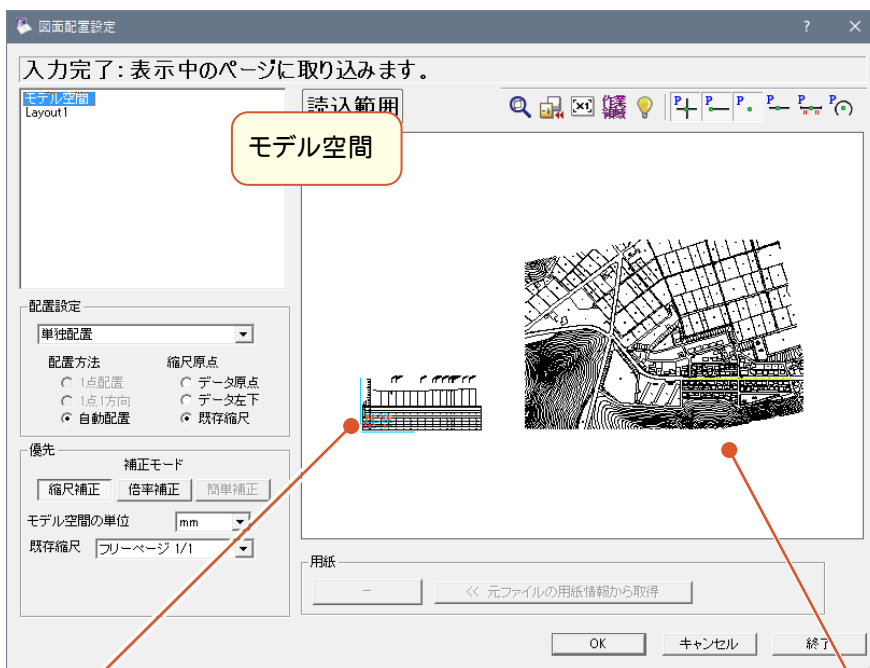 図面配置設定
?
×
入力完了：表示中のページに取り込みます。
モデル空間
Layout1
読込範囲
×1
作業
領域
P
P
P
P
P
P
モデル空間
配置設定
単独配置
配置方法
縮尺原点
1点配置
データ原点
1点1方向
データ左下
自動配置
既存縮尺
優先
補正モード
縮尺補正
倍率補正
簡単補正
モデル空間の単位
mm
既存縮尺
フリーページ 1/1
用紙
－
<< 元ファイルの用紙情報から取得
OK
キャンセル
終了